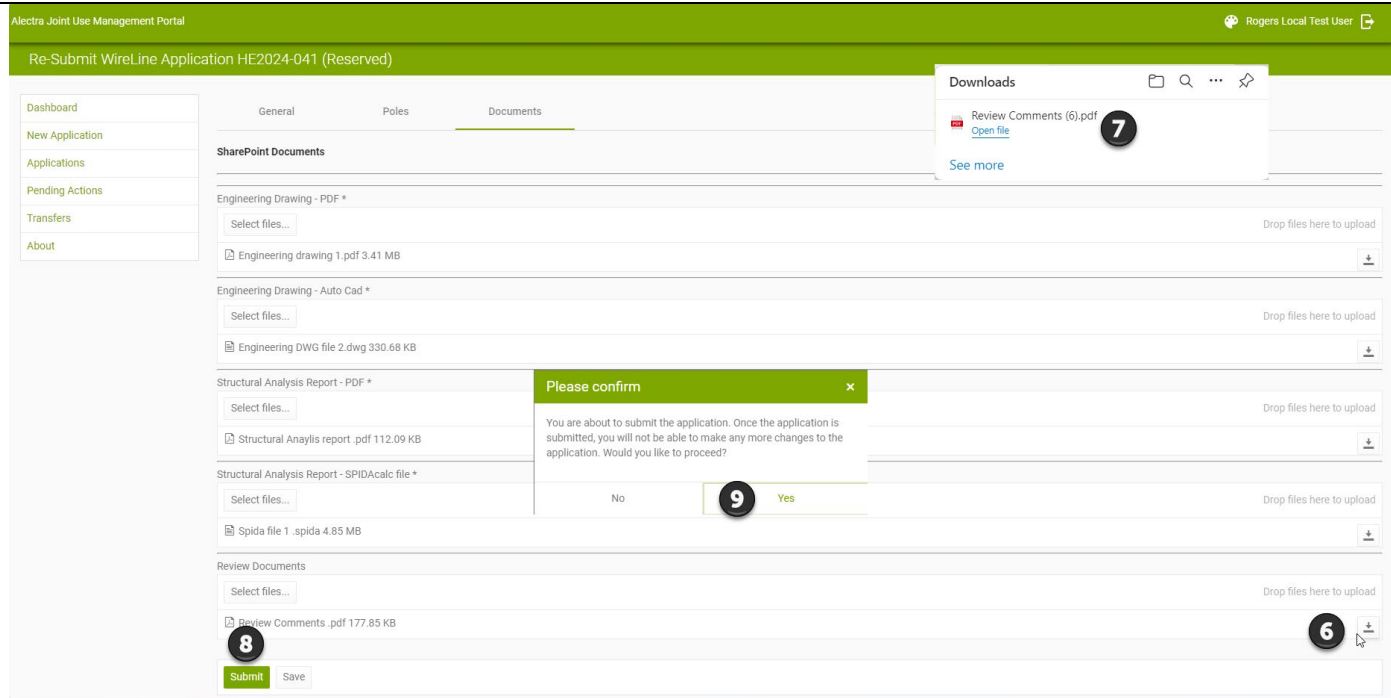 Alectra Joint Use Management Portal
Rogers Local Test User
Re-Submit WireLine Application HE2024-041 (Reserved)
Downloads
Review Comments (6).pdf
Open file
7
See more
Dashboard
New Application
Applications
Pending Actions
Transfers
About
General Poles Documents
SharePoint Documents
Engineering Drawing - PDF *
Select files... Drop files here to upload
Engineering drawing 1.pdf 3.41 MB
Engineering Drawing - Auto Cad *
Select files... Drop files here to upload
Engineering DWG file 2.dwg 330.68 KB
Structural Analysis Report - PDF *
Select files... Drop files here to upload
Structural Anaylis report .pdf 112.09 KB
Please confirm ×
You are about to submit the application. Once the application is
submitted, you will not be able to make any more changes to the
application. Would you like to proceed?
No 9 Yes
Structural Analysis Report - SPIDAcalc file *
Select files... Drop files here to upload
Spida file 1 .spida 4.85 MB
Review Documents
Select files... Drop files here to upload
Review Comments .pdf 177.85 KB
6
8
Submit Save